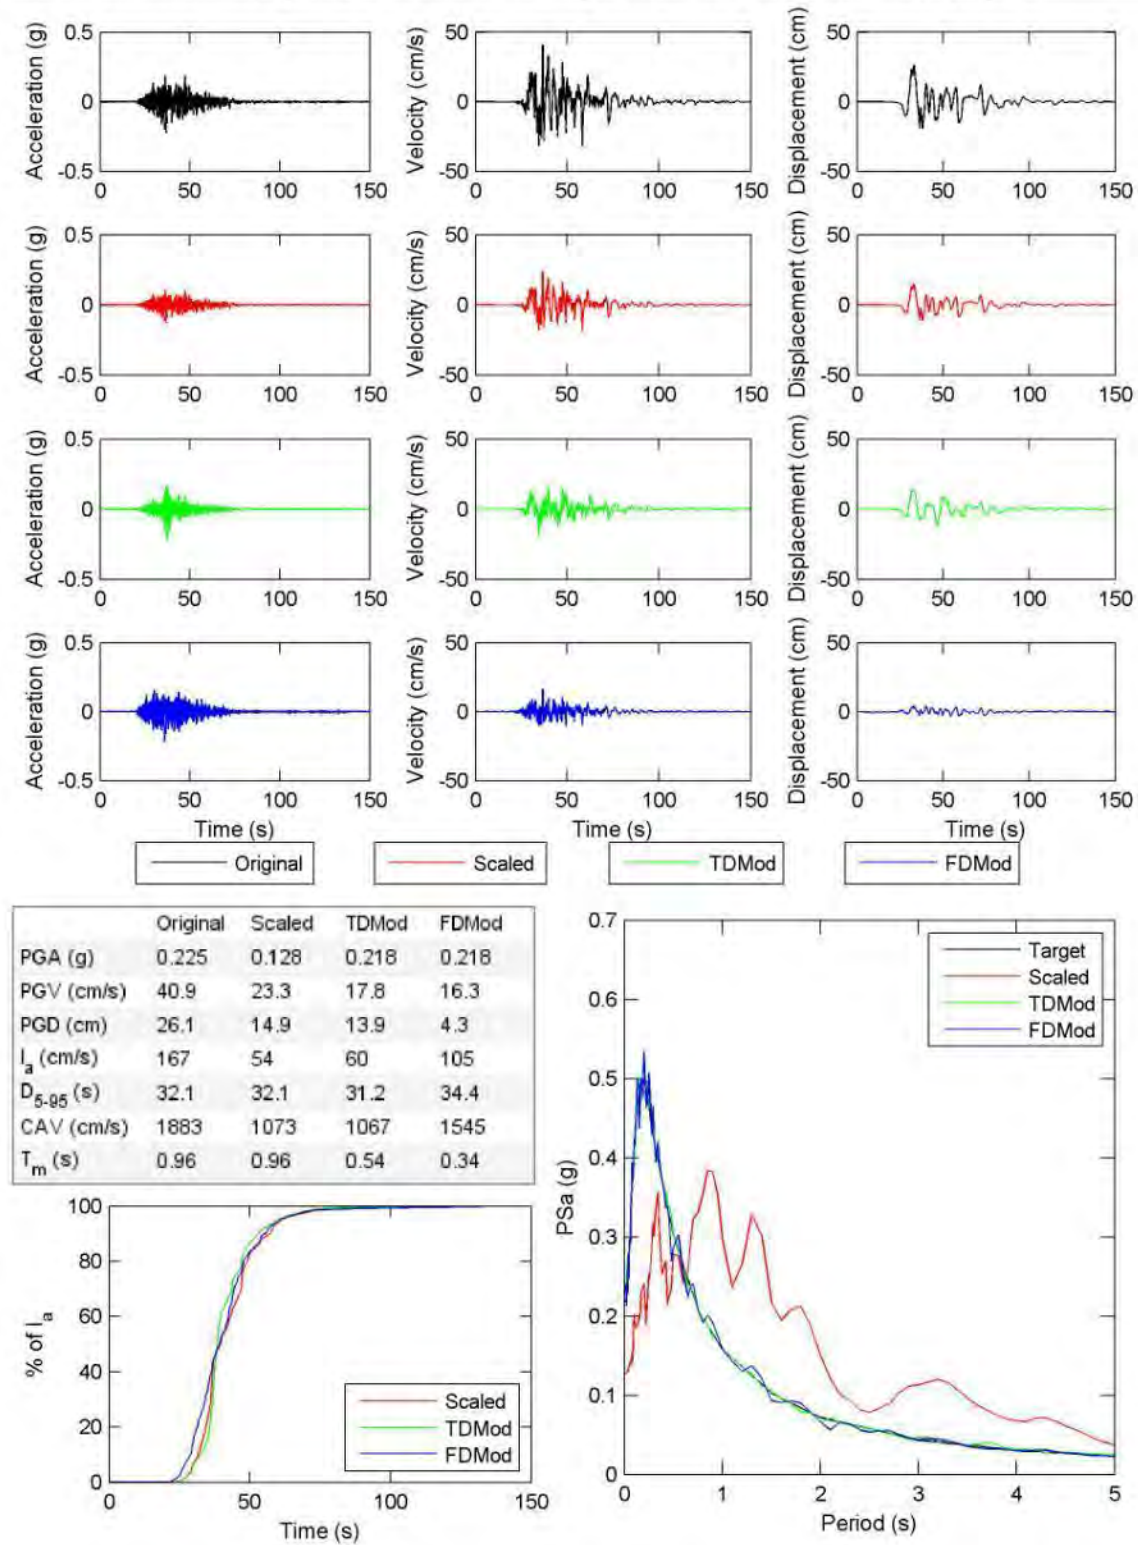 Acceleration (g)
0.5
0
-0.5
0 50 100 150
Velocity (cm/s)
50
0
-50
0 50 100 150
Displacement (cm)
50
0
-50
0 50 100 150
Acceleration (g)
0.5
0
-0.5
0 50 100 150
Velocity (cm/s)
50
0
-50
0 50 100 150
Displacement (cm)
50
0
-50
0 50 100 150
Acceleration (g)
0.5
0
-0.5
0 50 100 150
Velocity (cm/s)
50
0
-50
0 50 100 150
Displacement (cm)
50
0
-50
0 50 100 150
Acceleration (g)
0.5
0
-0.5
0 50 100 150
Time (s)
Velocity (cm/s)
50
0
-50
0 50 100 150
Time (s)
Displacement (cm)
50
0
-50
0 50 100 150
Time (s)
Original Scaled TDMod FDMod
Original Scaled TDMod FDMod
PGA (g) 0.225 0.128 0.218 0.218
PGV (cm/s) 40.9 23.3 17.8 16.3
PGD (cm) 26.1 14.9 13.9 4.3
I_a (cm/s) 167 54 60 105
D_5-95 (s) 32.1 32.1 31.2 34.4
CAV (cm/s) 1883 1073 1067 1545
T_m (s) 0.96 0.96 0.54 0.34
% of I_a
100
80
60
40
20
0
0 50 100 150
Time (s)
Scaled
TDMod
FDMod
PSa (g)
0.7
0.6
0.5
0.4
0.3
0.2
0.1
0
0 1 2 3 4 5
Period (s)
Target
Scaled
TDMod
FDMod